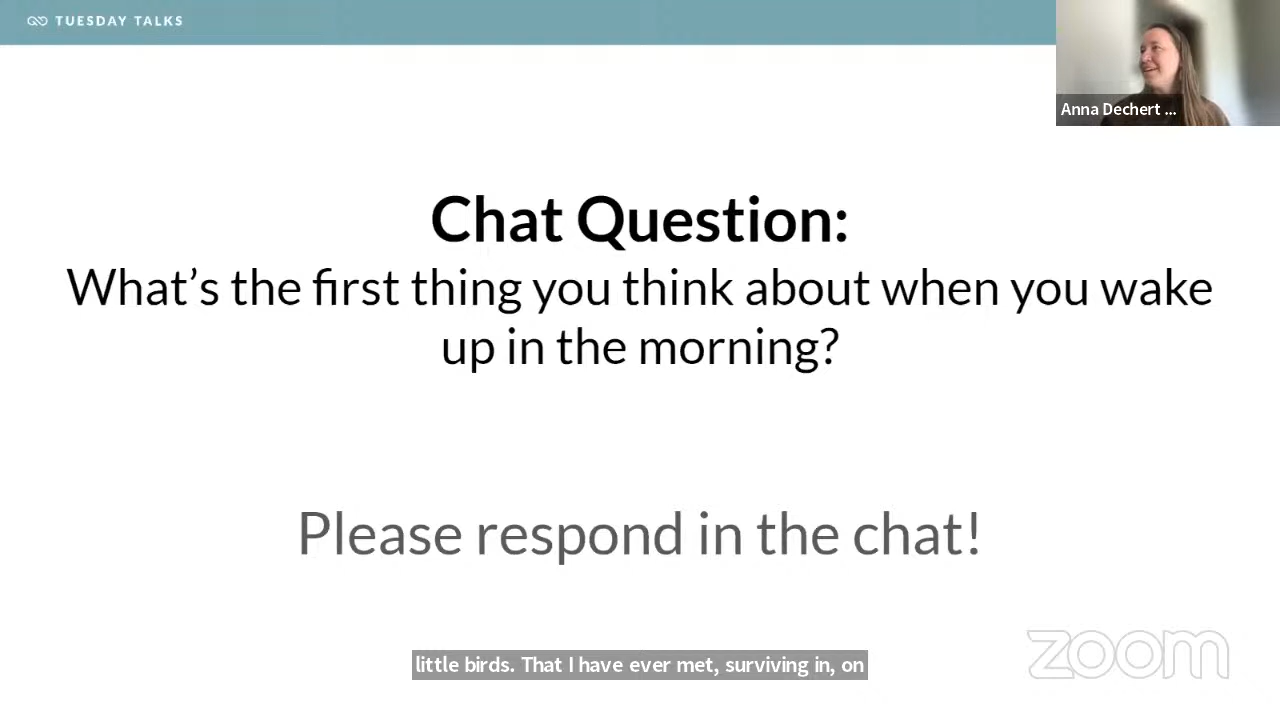 TUESDAY TALKS
Anna Dechert ...
Chat Question:
What's the first thing you think about when you wake
up in the morning?
Please respond in the chat!
little birds. That I have ever met, surviving in, on
zoom